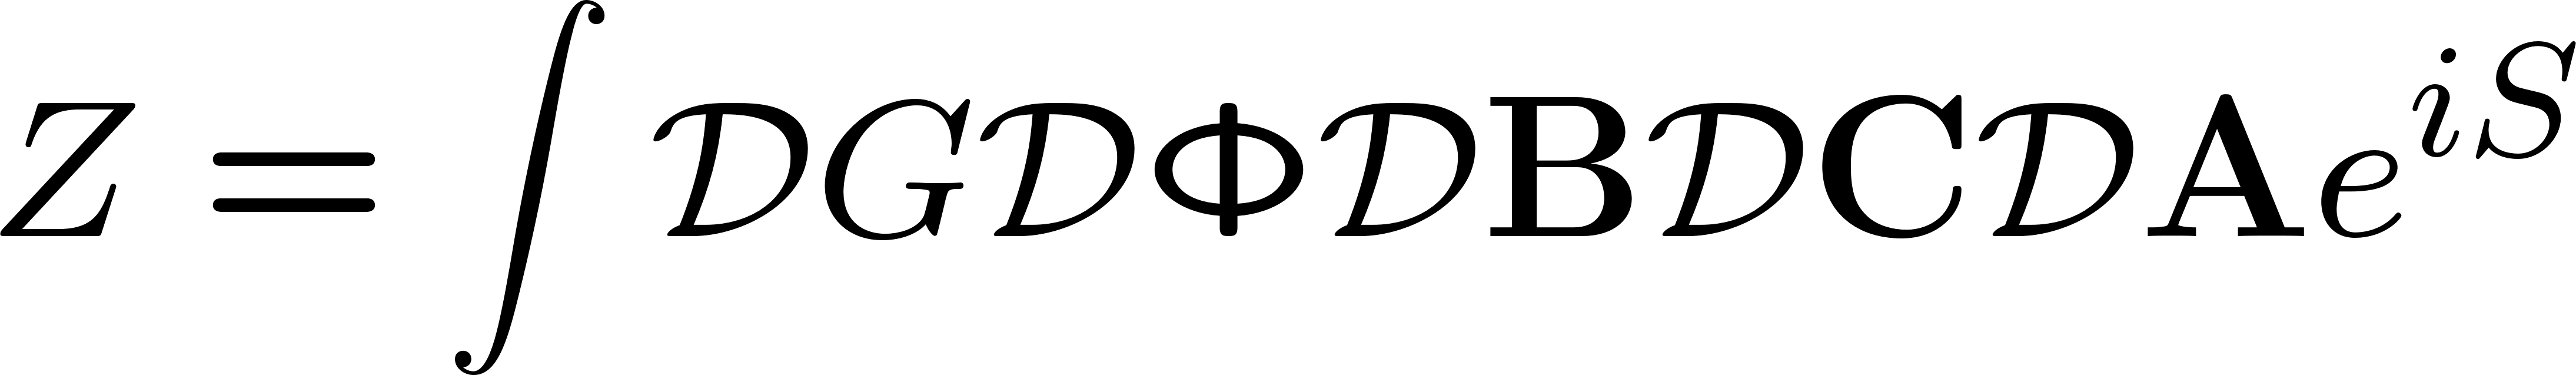 Z = ∫ 𝒟G𝒟Φ𝒟𝐁𝒟𝐂𝒟𝐀e^{iS}